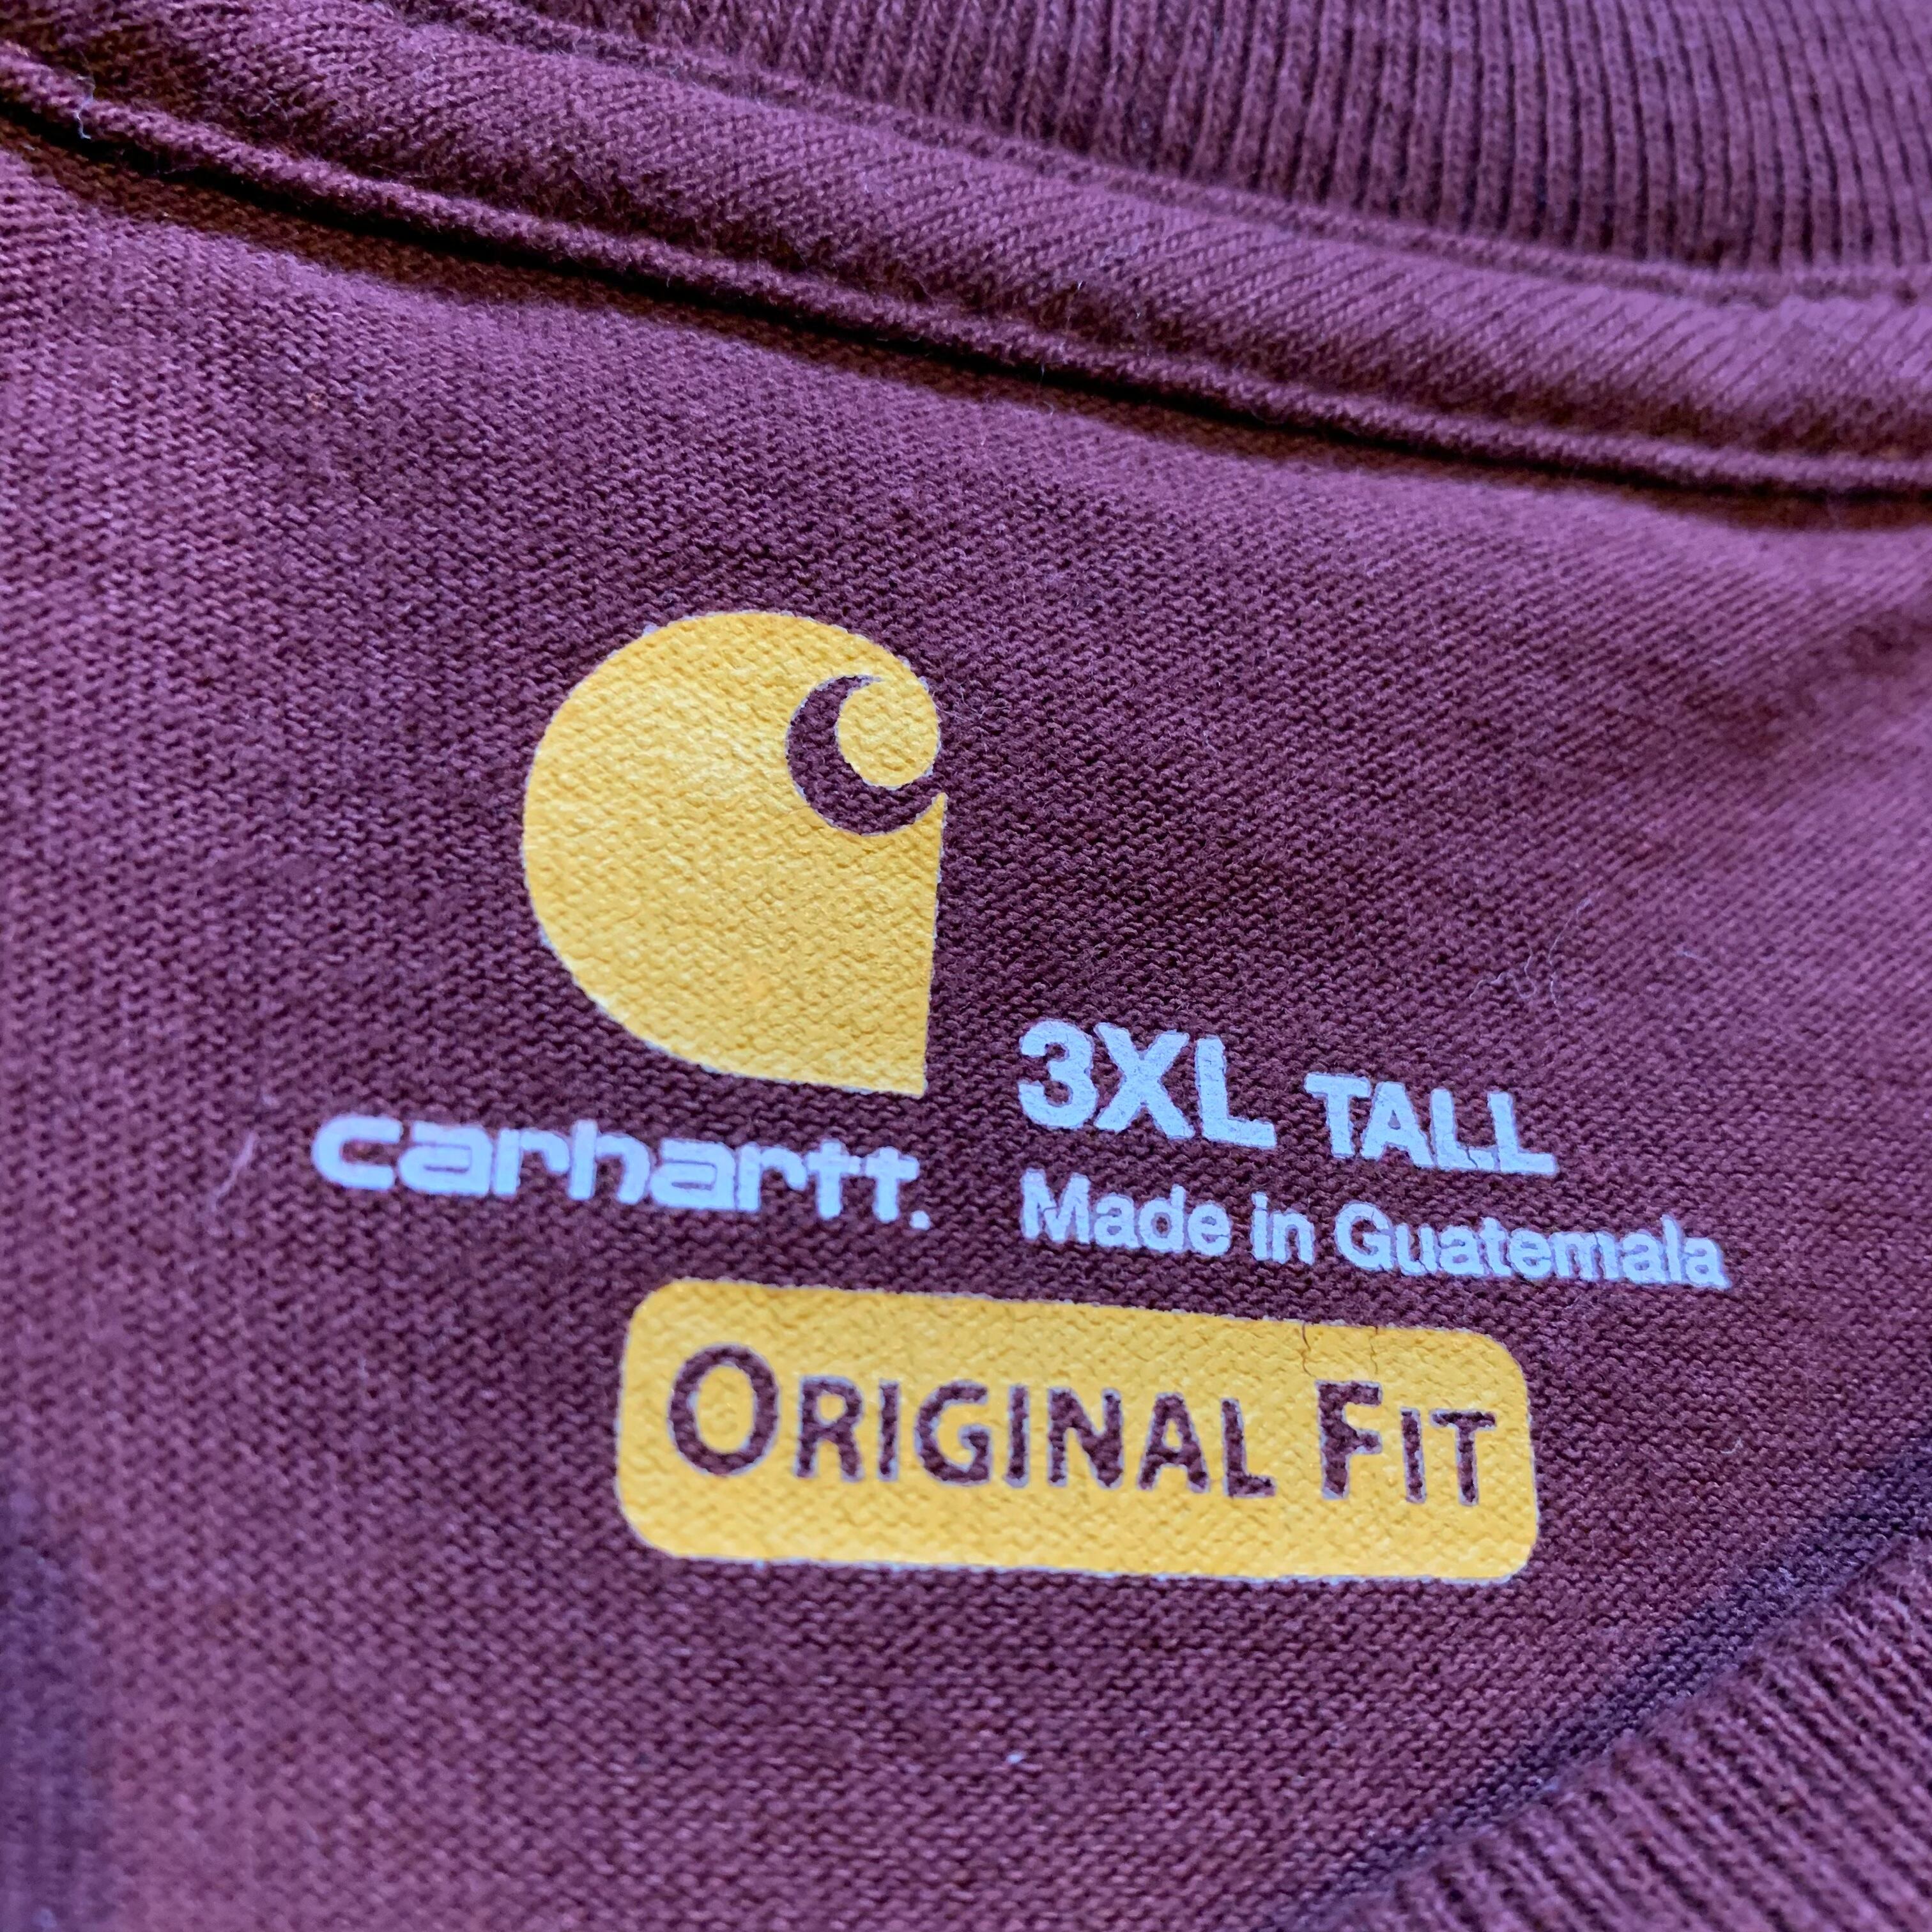 carhartt.
3XL TALL
Made in Guatemala
ORIGINAL FIT